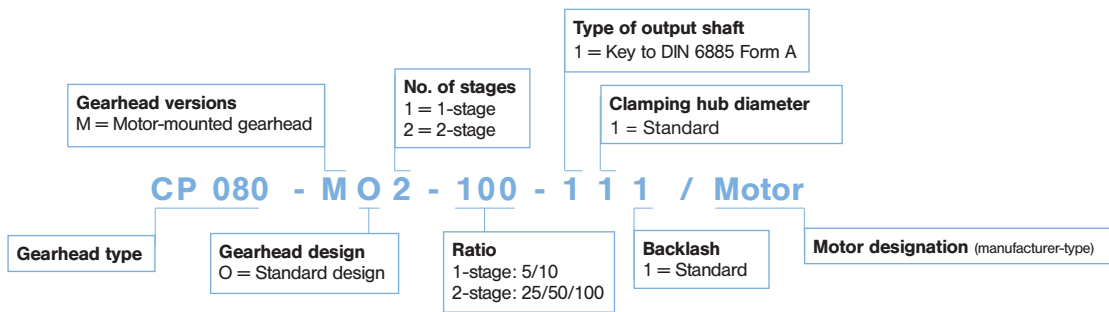 Type of output shaft
1 = Key to DIN 6885 Form A
No. of stages
1 = 1-stage
2 = 2-stage
Gearhead versions
M = Motor-mounted gearhead
Clamping hub diameter
1 = Standard
CP 080 - M O 2 - 100 - 1 1 1 / Motor
Gearhead type
Gearhead design
O = Standard design
Ratio
1-stage: 5/10
2-stage: 25/50/100
Backlash
1 = Standard
Motor designation (manufacturer-type)